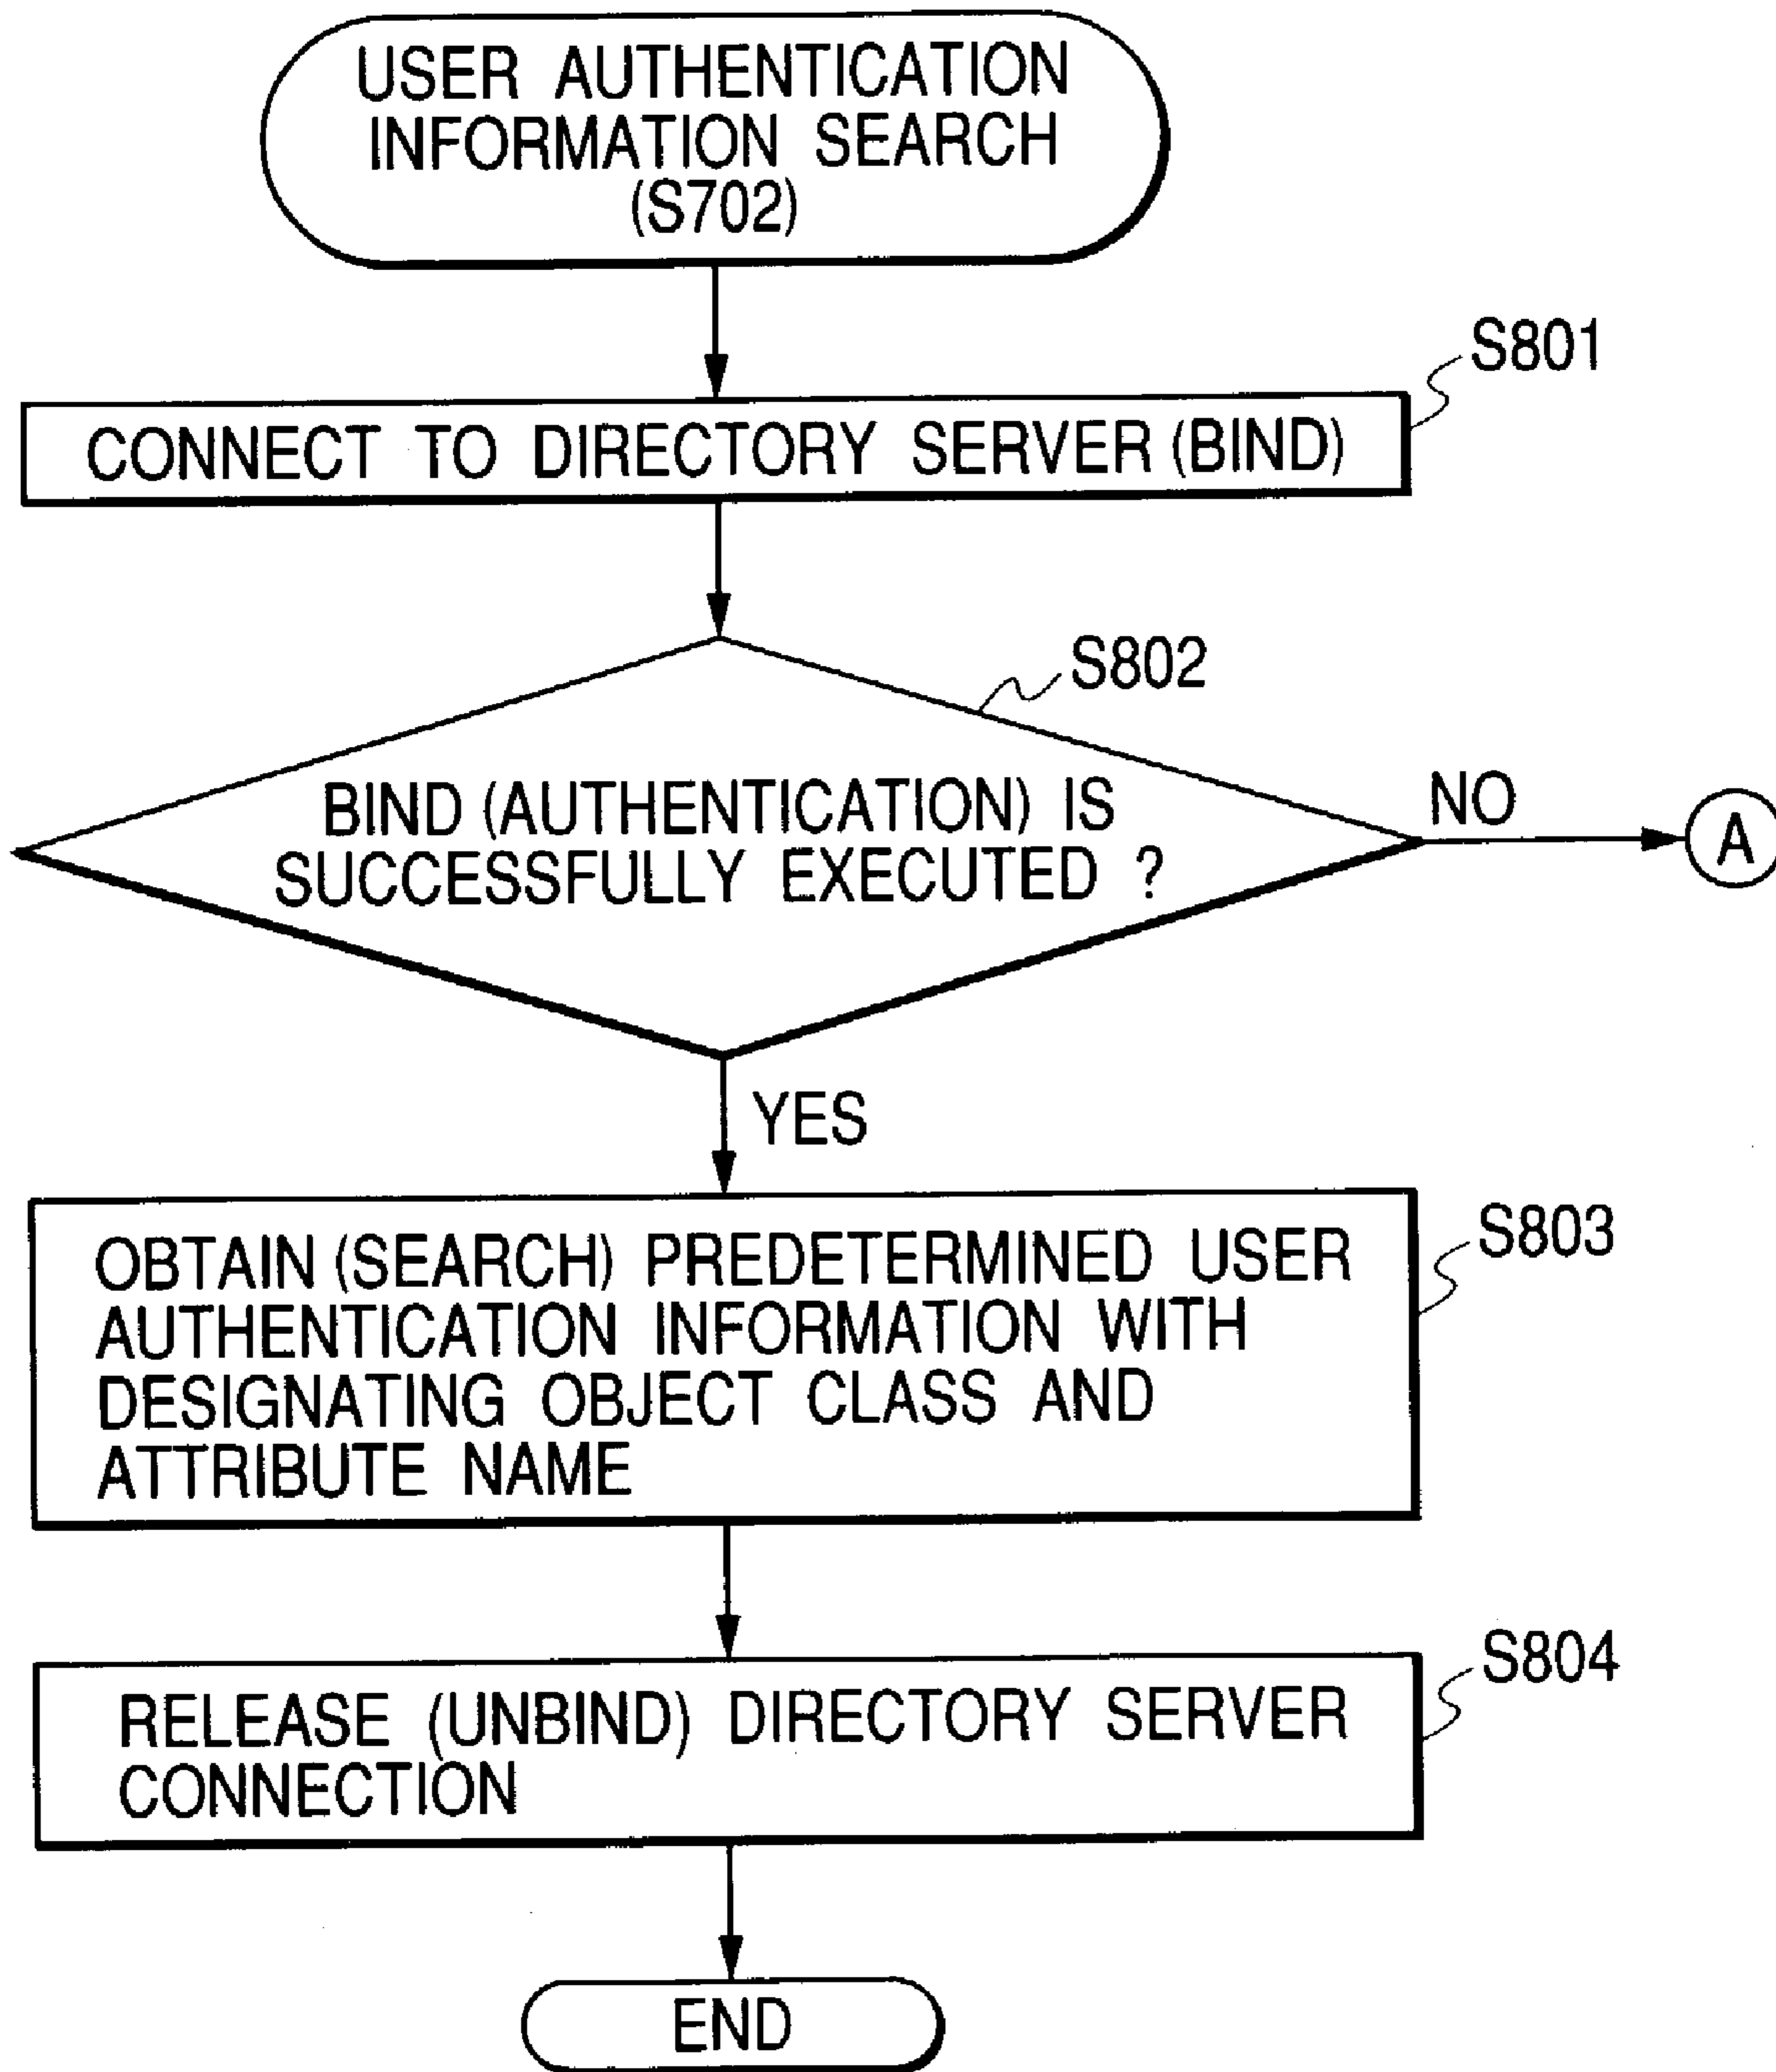 USER AUTHENTICATION
INFORMATION SEARCH
(S702)
S801
CONNECT TO DIRECTORY SERVER (BIND)
S802
BIND (AUTHENTICATION) IS
SUCCESSFULLY EXECUTED ?
NO
A
YES
S803
OBTAIN (SEARCH) PREDETERMINED USER
AUTHENTICATION INFORMATION WITH
DESIGNATING OBJECT CLASS AND
ATTRIBUTE NAME
S804
RELEASE (UNBIND) DIRECTORY SERVER
CONNECTION
END